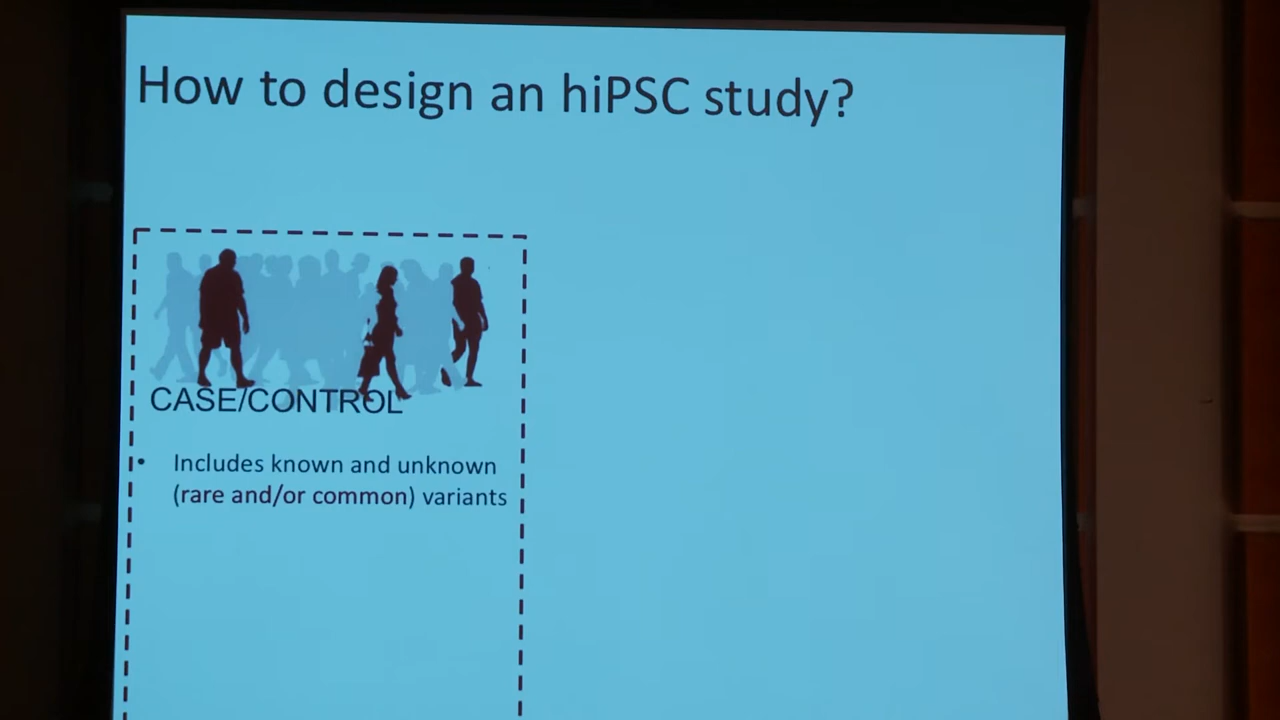 How to design an hiPSC study?
CASE/CONTROL
• Includes known and unknown
(rare and/or common) variants